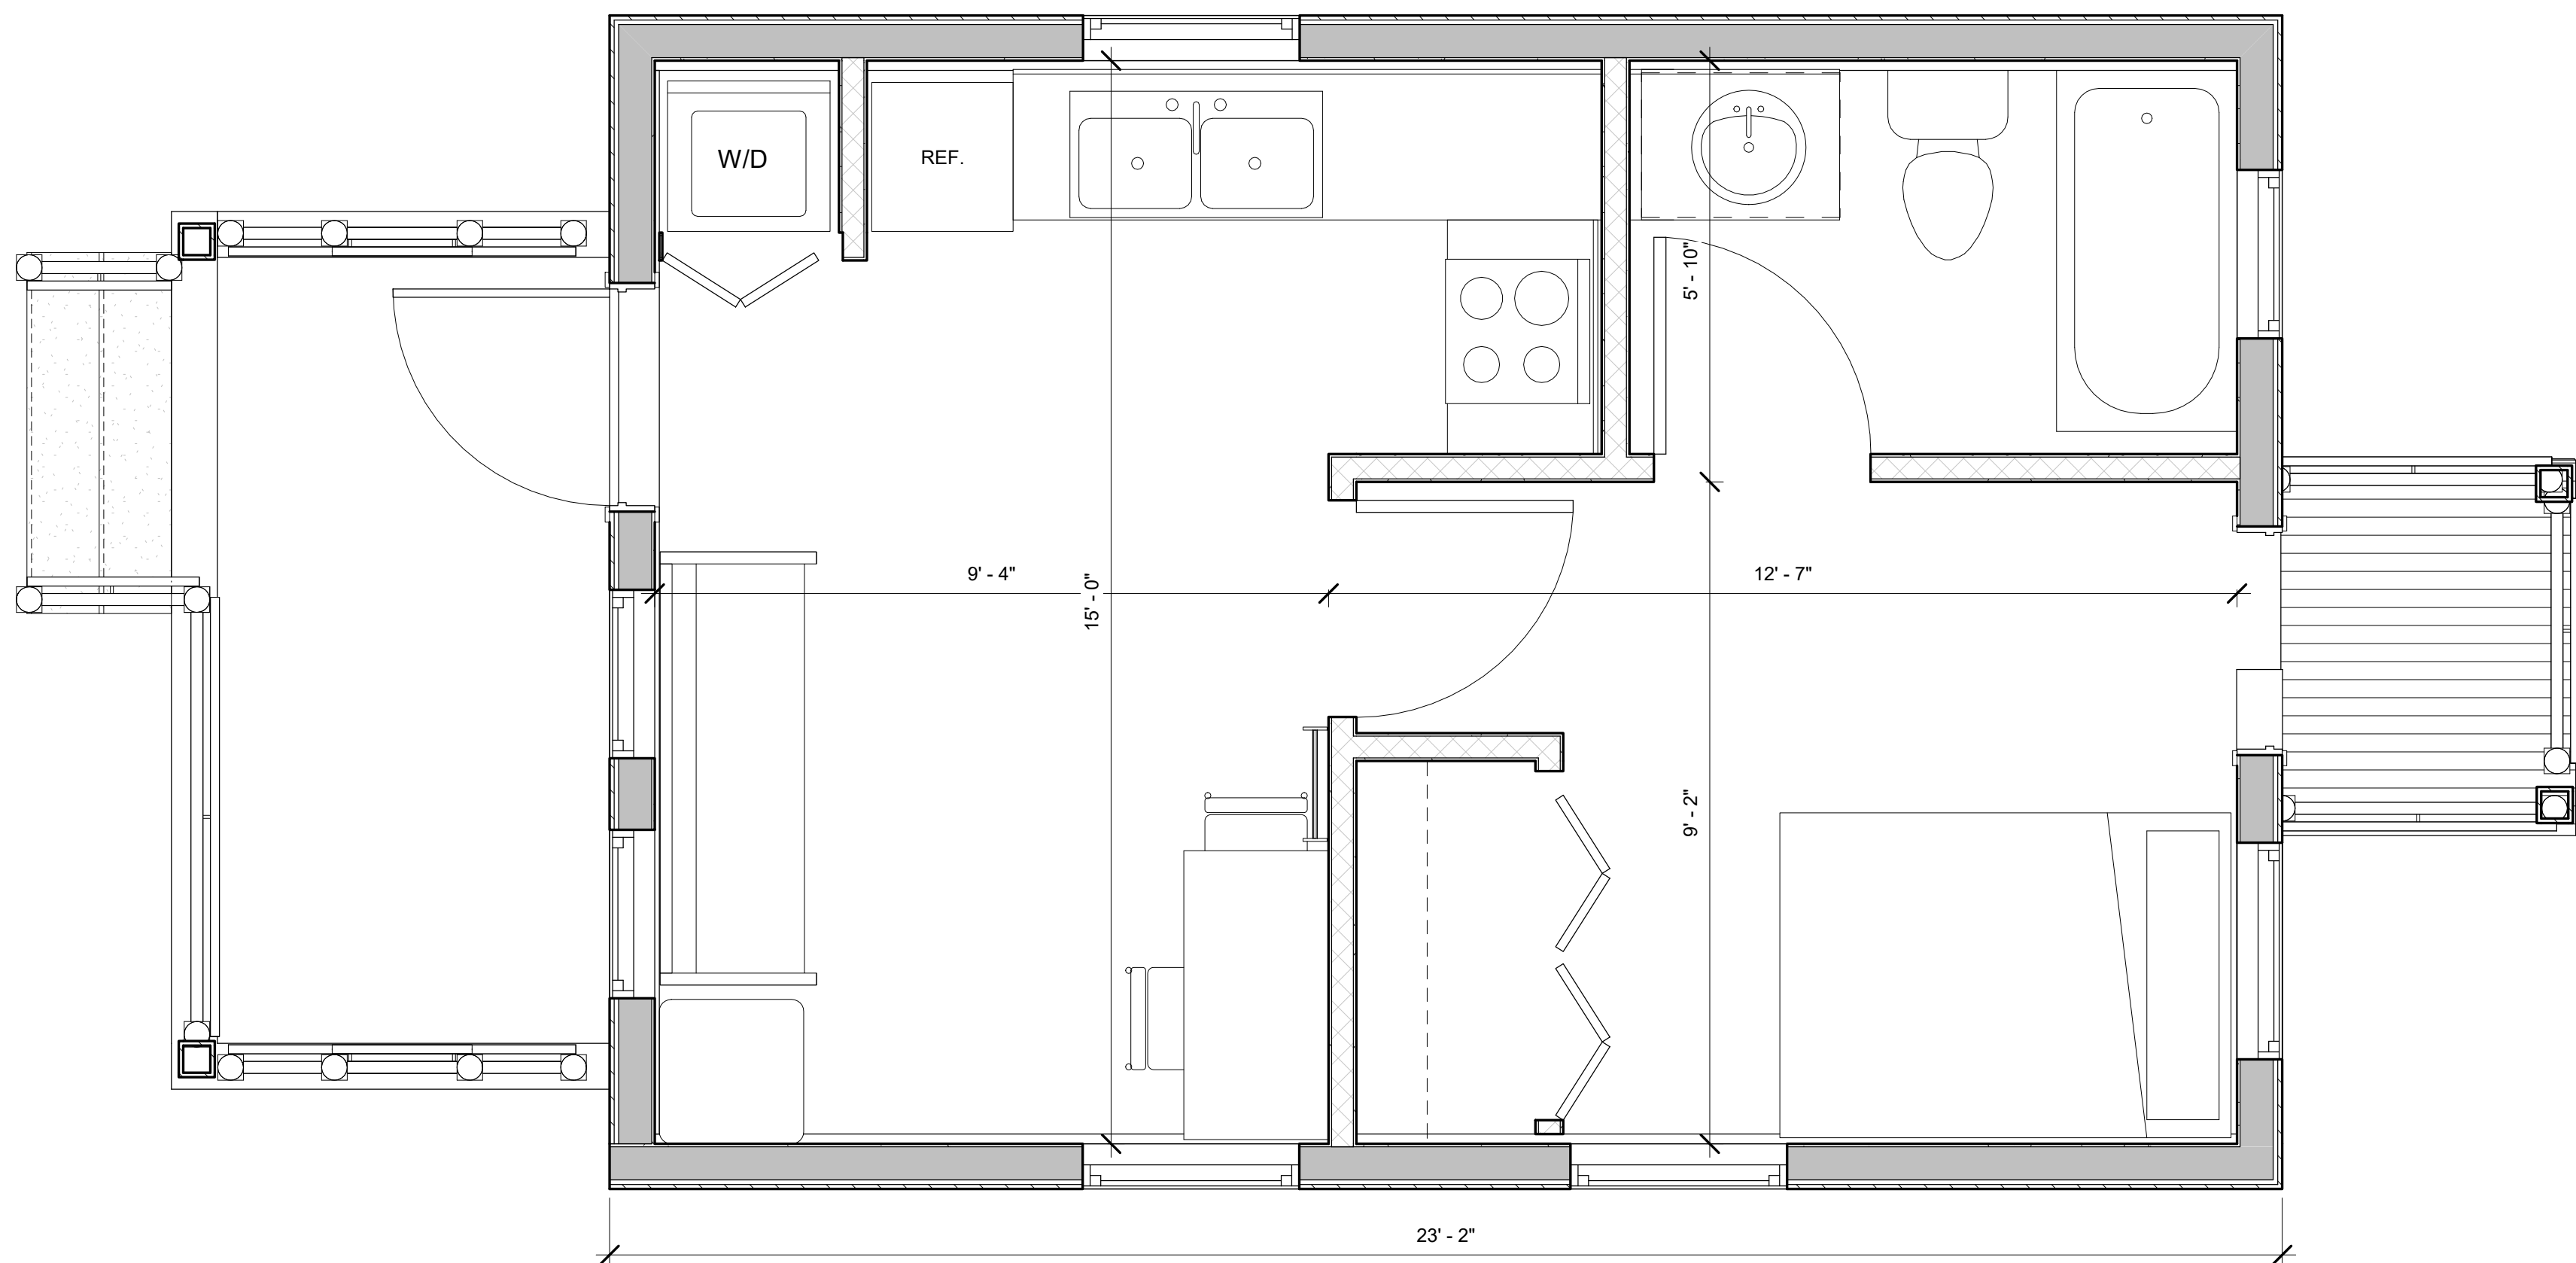 W/D
REF.
5' - 10"
9' - 4"
15' - 0"
12' - 7"
9' - 2"
23' - 2"